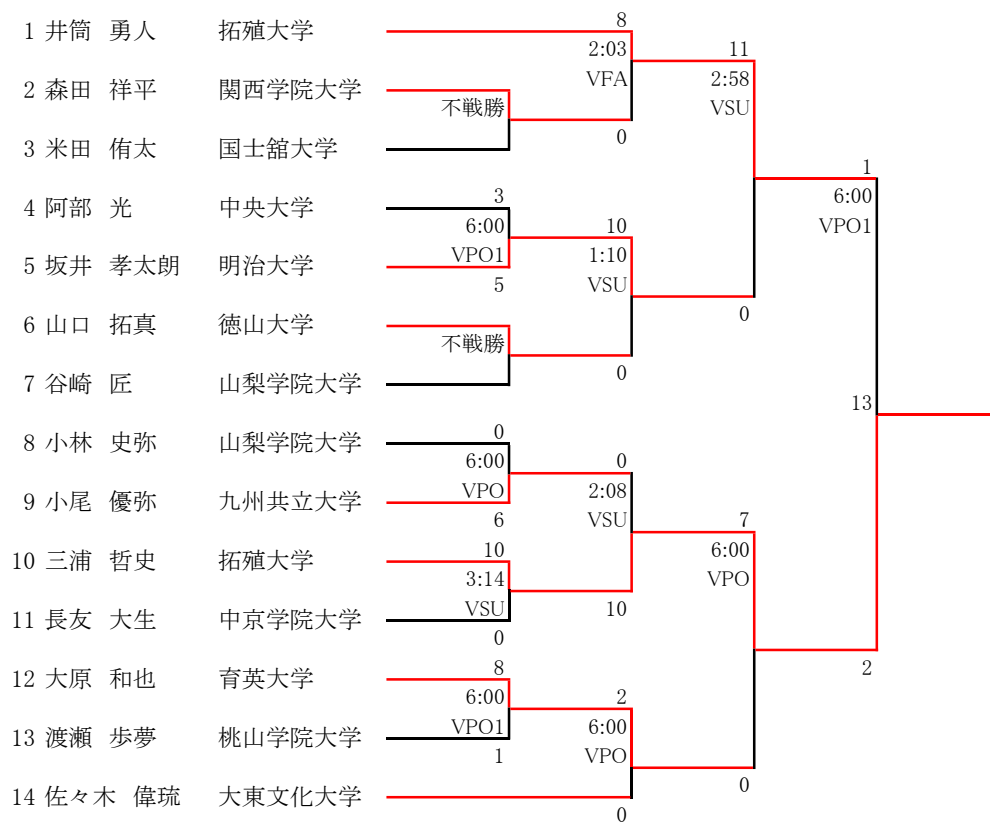 8
1 井筒 勇人 拓殖大学
2:03 11
VFA 2:58
2 森田 祥平 関西学院大学
不戦勝 VSU
0
3 米田 侑太 国士舘大学
1
3 6:00
4 阿部 光 中央大学
6:00 10 VPO1
VPO1 1:10
5 坂井 孝太朗 明治大学
5 VSU
0
6 山口 拓真 徳山大学
不戦勝
0
7 谷崎 匠 山梨学院大学
13
0
8 小林 史弥 山梨学院大学
6:00 0
VPO 2:08
9 小尾 優弥 九州共立大学
6 VSU 7
10 6:00
10 三浦 哲史 拓殖大学
3:14 VPO
VSU 10
11 長友 大生 中京学院大学
0
8 2
12 大原 和也 育英大学
6:00 2
VPO1 6:00
13 渡瀬 歩夢 桃山学院大学
1 VPO
0
14 佐々木 偉琉 大東文化大学
0